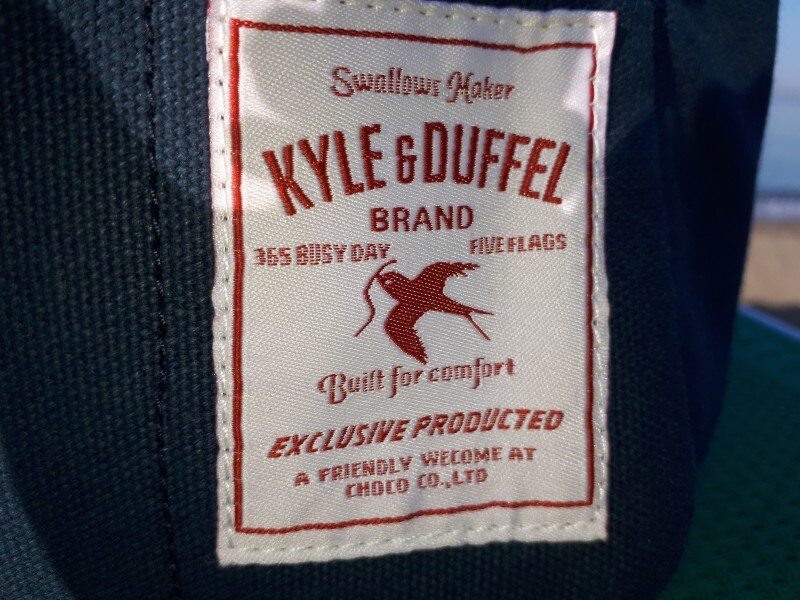 Swallows Maker
KYLE & DUFFEL
BRAND
365 BUSY DAY FIVE FLAGS
Built for comfort
EXCLUSIVE PRODUCTED
A FRIENDLY WECOME AT
CHOCO CO.,LTD